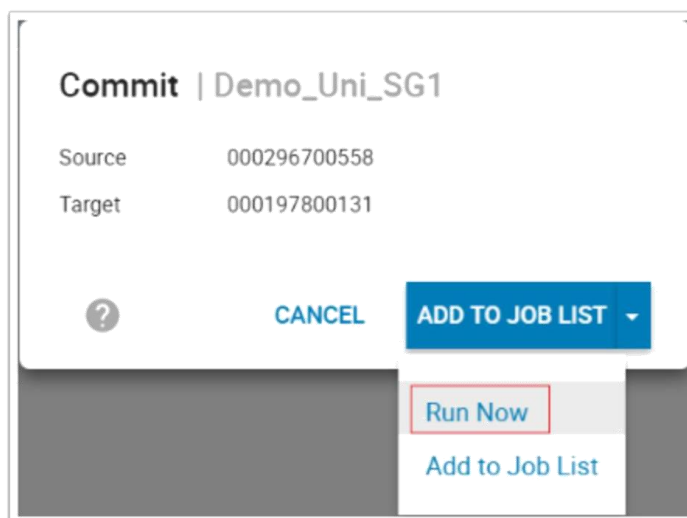 Commit | Demo_Uni_SG1
Source 000296700558
Target 000197800131
? CANCEL ADD TO JOB LIST
Run Now
Add to Job List